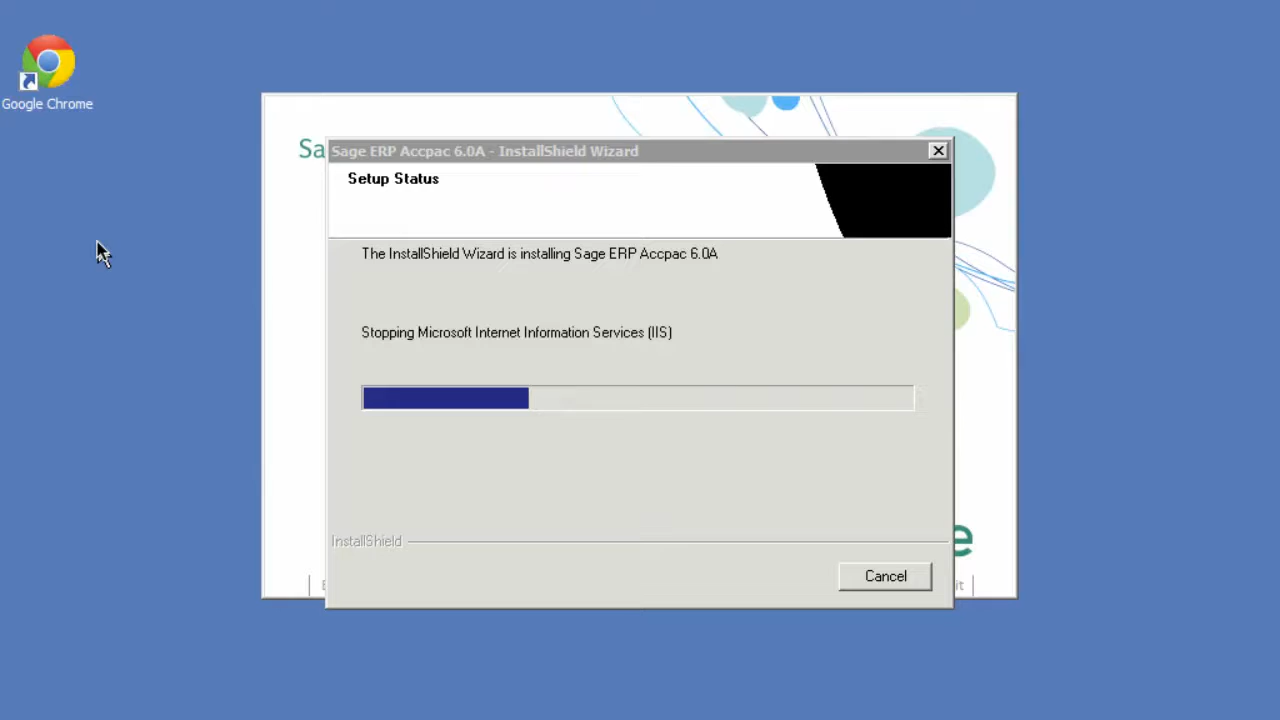 Google Chrome
Sa
Sage ERP Accpac 6.0A - InstallShield Wizard
Setup Status
The InstallShield Wizard is installing Sage ERP Accpac 6.0A
Stopping Microsoft Internet Information Services (IIS)
InstallShield
e
Cancel
it